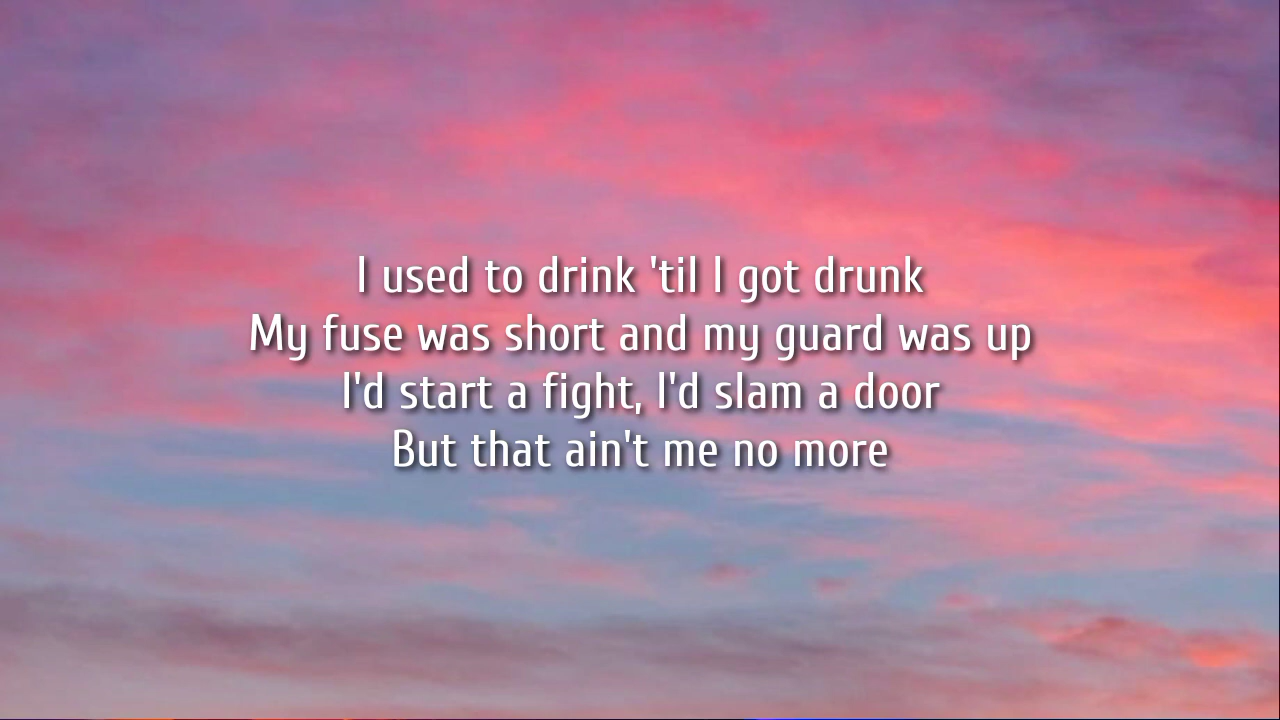 I used to drink 'til I got drunk
My fuse was short and my guard was up
I'd start a fight, I'd slam a door
But that ain't me no more